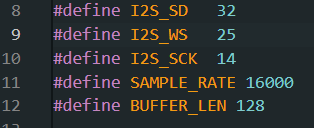 8 #define I2S_SD 32
9 #define I2S_WS 25
10 #define I2S_SCK 14
11 #define SAMPLE_RATE 16000
12 #define BUFFER_LEN 128